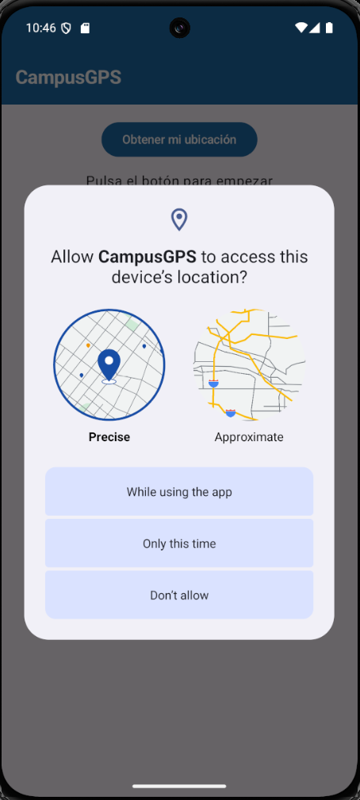 10:46
CampusGPS
Obtener mi ubicación
Pulsa el botón para empezar
Allow CampusGPS to access this
device's location?
Precise
Approximate
While using the app
Only this time
Don't allow